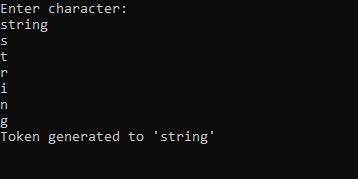 Enter character:
string
s
t
r
i
n
g
Token generated to 'string'